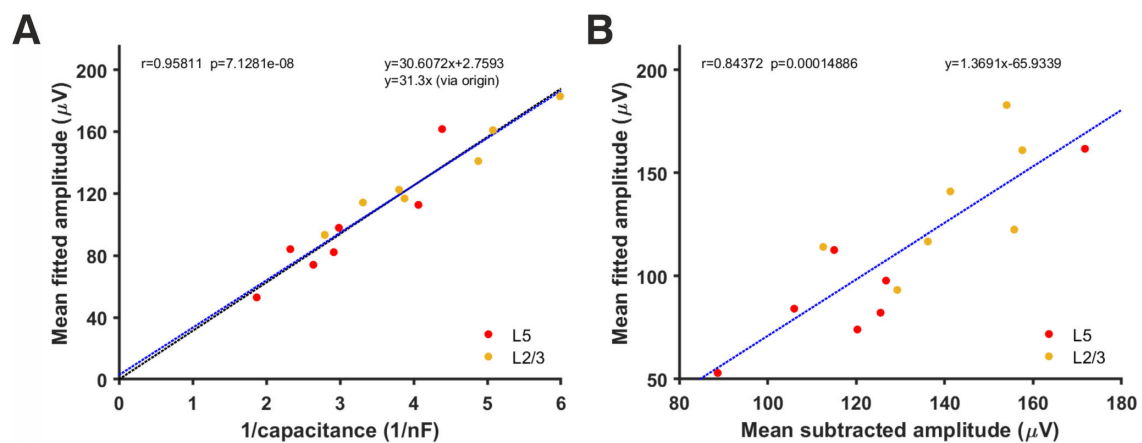 A
r=0.95811 p=7.1281e-08
y=30.6072x+2.7593
y=31.3x (via origin)
Mean fitted amplitude (μV)
200
160
120
80
40
0
0 1 2 3 4 5 6
1/capacitance (1/nF)
L5
L2/3
B
r=0.84372 p=0.00014886
y=1.3691x-65.9339
Mean fitted amplitude (μV)
200
150
100
50
80 100 120 140 160 180
Mean subtracted amplitude (μV)
L5
L2/3